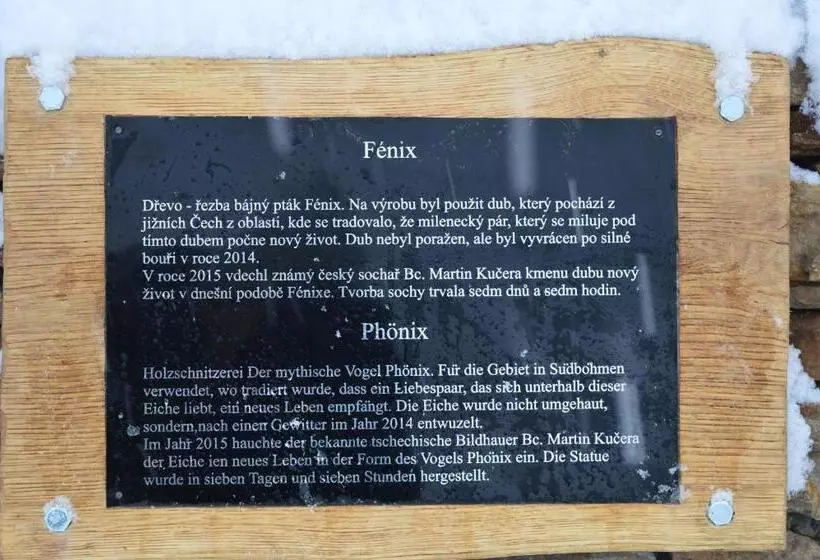 Fénix
Dřevo - řezba bájný pták Fénix. Na výrobu byl použit dub, který pochází z
jižních Čech z oblasti, kde se tradovalo, že milenecký pár, který se miluje pod
tímto dubem počne nový život. Dub nebyl poražen, ale byl vyvrácen po silné
bouři v roce 2014.
V roce 2015 vdechl známý český sochař Bc. Martin Kučera kmenu dubu nový
život v dnešní podobě Fénixe. Tvorba sochy trvala sedm dnů a sedm hodin.
Phönix
Holzschnitzerei Der mythische Vogel Phönix. Fur die Gebiet in Sudbohmen
verwendet, wo tradiert wurde, dass ein Liebespaar, das sich unterhalb dieser
Eiche liebt, ein neues Leben empfängt. Die Eiche wurde nicht umgehaut,
sondern,nach einen Gewitter im Jahr 2014 entwuzelt.
Im Jahr 2015 hauchte der bekannte tschechische Bildhauer Bc. Martin Kučera
der Eiche ien neues Leben in der Form des Vogels Phönix ein. Die Statue
wurde in sieben Tagen und sieben Stunden hergestellt.